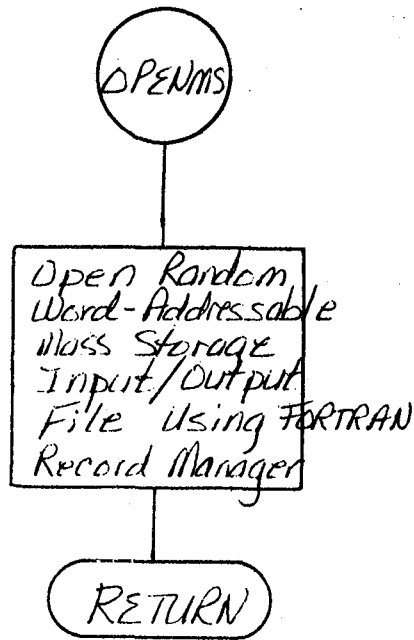 OPENMS
Open Random
Word-Addressable
Mass Storage
Input/Output
File Using FORTRAN
Record Manager
RETURN